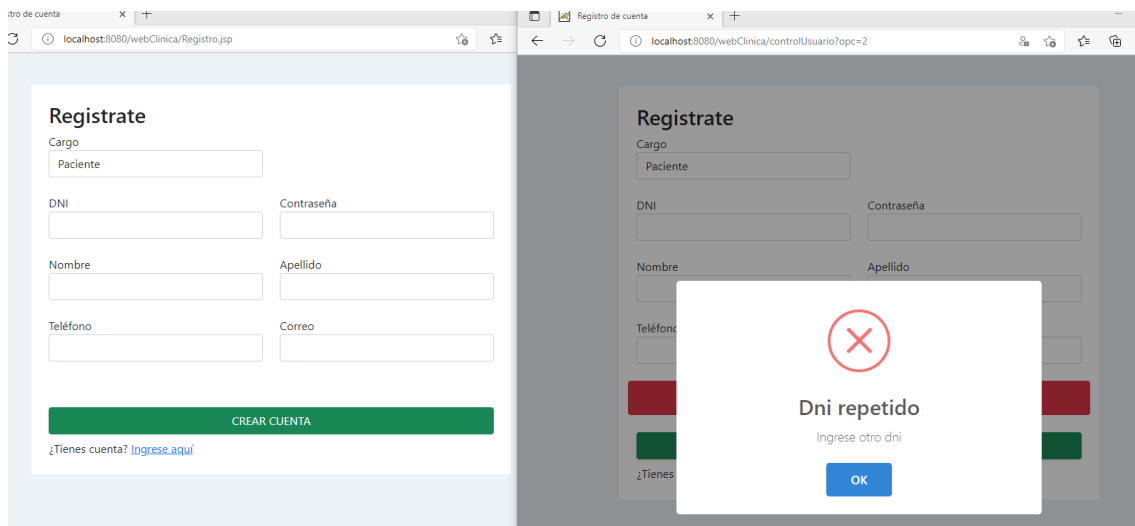 stro de cuenta
localhost:8080/webClinica/Registro.jsp
Registrate
Cargo
Paciente
DNI Contraseña
Nombre Apellido
Teléfono Correo
CREAR CUENTA
¿Tienes cuenta? Ingrese aquí
Registro de cuenta
localhost:8080/webClinica/controlUsuario?opc=2
Registrate
Cargo
Paciente
DNI Contraseña
Nombre Apellido
Teléfono
Dni repetido
Ingrese otro dni
OK
¿Tienes